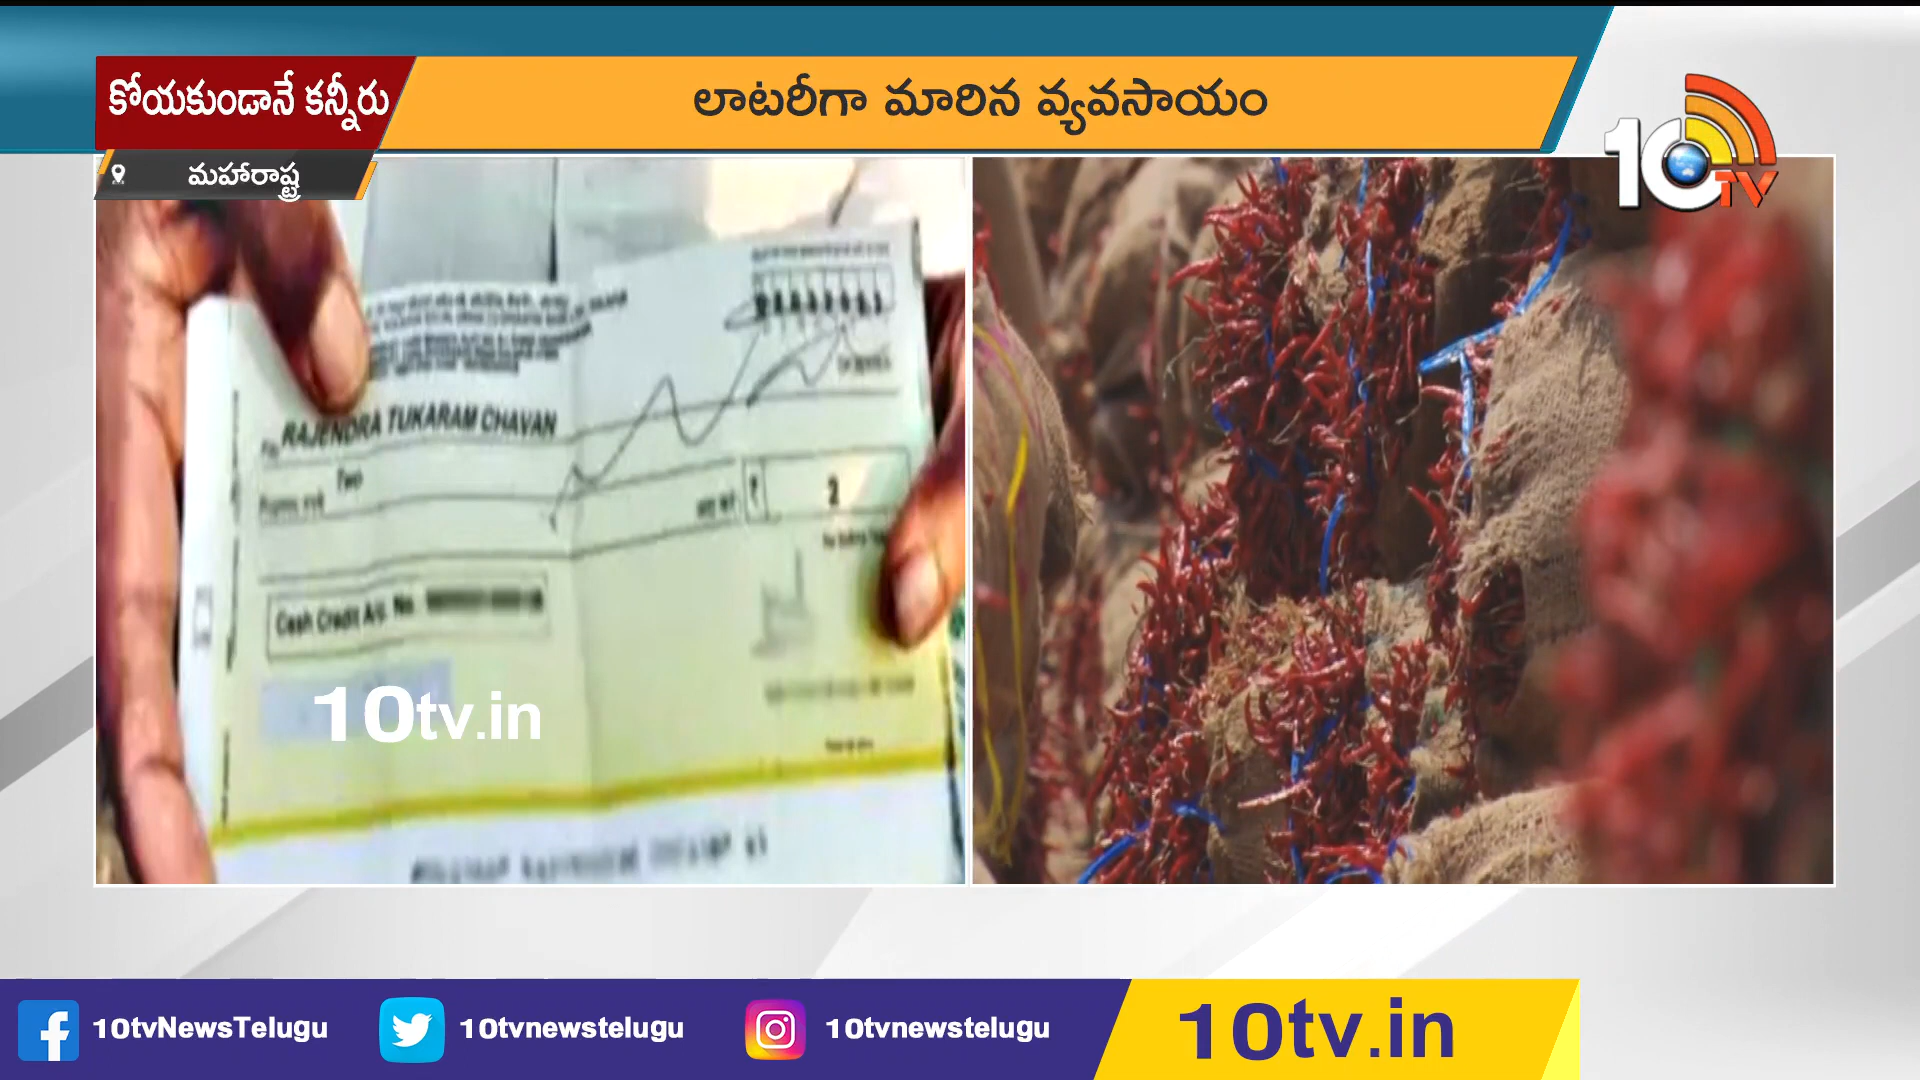 కోయకుండానే కన్నీరు
లాటరీగా మారిన వ్యవసాయం
10TV
మహారాష్ట్ర
RAJENDRA TUKARAM CHAVAN
Two
₹ 2
Cash Credit A/c No.
10tv.in
10tvNewsTelugu
10tvnewstelugu
10tvnewstelugu
10tv.in